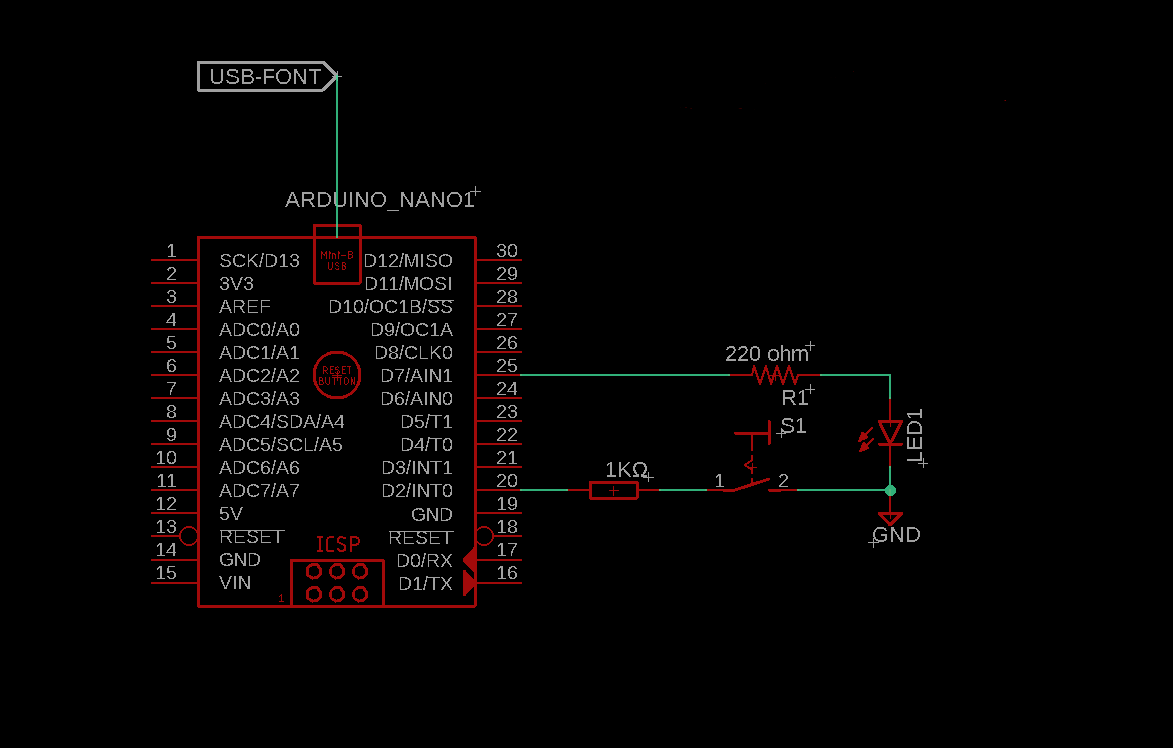 USB-FONT
ARDUINO_NANO1
Mini-B
USB
1 SCK/D13 D12/MISO 30
2 3V3 D11/MOSI 29
3 AREF D10/OC1B/SS 28
4 ADC0/A0 D9/OC1A 27
5 ADC1/A1 D8/CLK0 26
6 ADC2/A2 D7/AIN1 25
7 ADC3/A3 D6/AIN0 24
8 ADC4/SDA/A4 D5/T1 23
9 ADC5/SCL/A5 D4/T0 22
10 ADC6/A6 D3/INT1 21
11 ADC7/A7 D2/INT0 20
12 5V GND 19
13 RESET RESET 18
14 GND D0/RX 17
15 VIN D1/TX 16
RESET
BUTTON
ICSP
1
220 ohm
R1
S1
LED1
1KΩ
1 2
GND